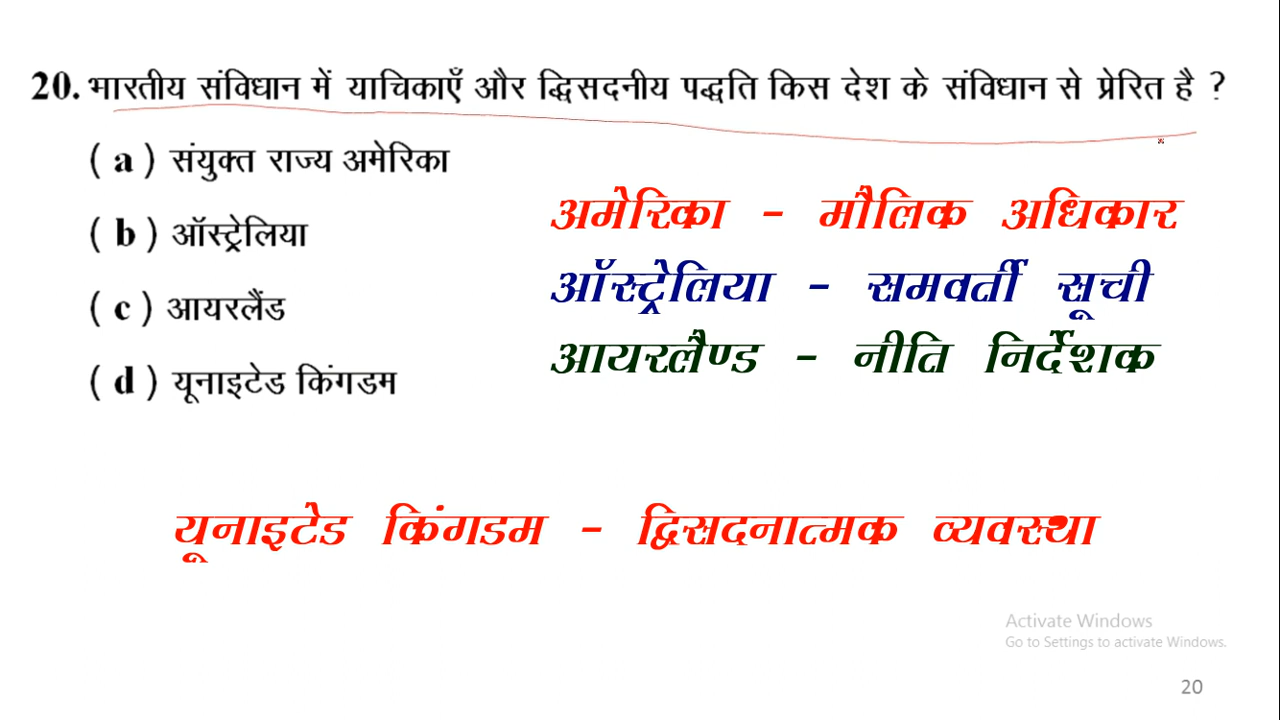 20. भारतीय संविधान में याचिकाएँ और द्विसदनीय पद्धति किस देश के संविधान से प्रेरित है ?
( a ) संयुक्त राज्य अमेरिका
अमेरिका - मौलिक अधिकार
( b ) ऑस्ट्रेलिया
ऑस्ट्रेलिया - समवर्ती सूची
( c ) आयरलैंड
आयरलैण्ड - नीति निर्देशक
( d ) यूनाइटेड किंगडम
यूनाइटेड किंगडम - द्विसदनात्मक व्यवस्था
Activate Windows
Go to Settings to activate Windows.
20